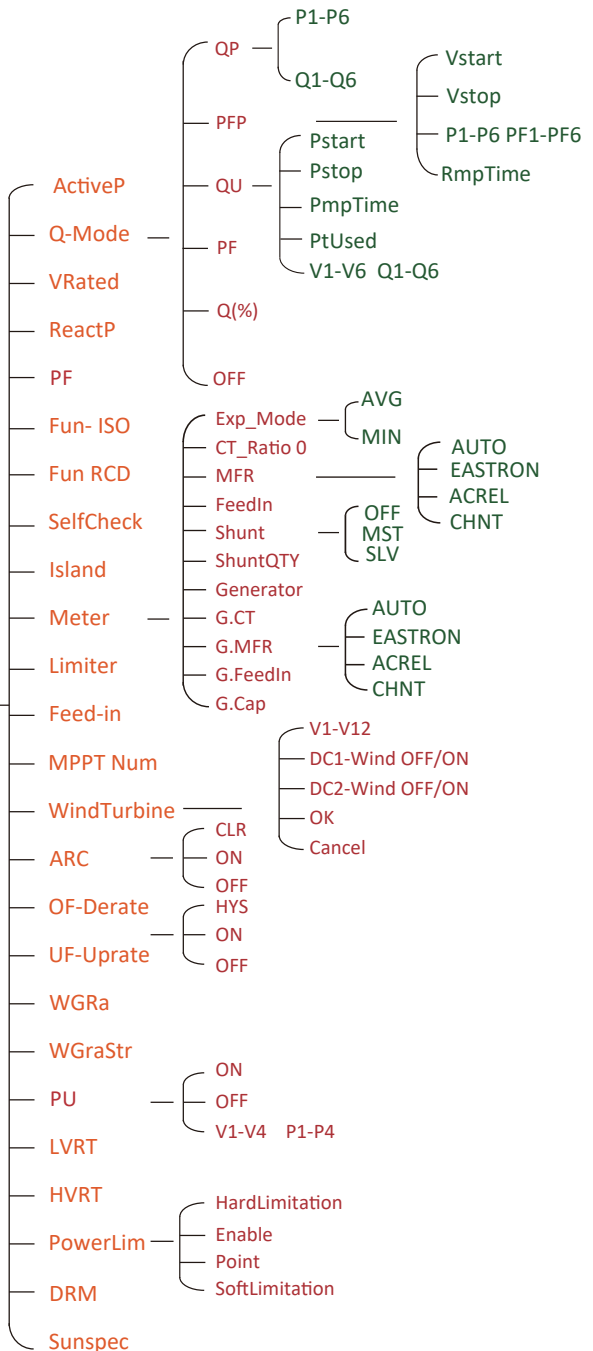 ActiveP
Q-Mode
VRated
ReactP
PF
Fun- ISO
Fun RCD
SelfCheck
Island
Meter
Limiter
Feed-in
MPPT Num
WindTurbine
ARC
OF-Derate
UF-Uprate
WGRa
WGraStr
PU
LVRT
HVRT
PowerLim
DRM
Sunspec
QP
PFP
QU
PF
Q(%)
OFF
P1-P6
Q1-Q6
Vstart
Vstop
P1-P6 PF1-PF6
RmpTime
Pstart
Pstop
PmpTime
PtUsed
V1-V6 Q1-Q6
Exp_Mode
CT_Ratio 0
MFR
FeedIn
Shunt
ShuntQTY
Generator
G.CT
G.MFR
G.FeedIn
G.Cap
AVG
MIN
AUTO
EASTRON
ACREL
CHNT
OFF
MST
SLV
AUTO
EASTRON
ACREL
CHNT
V1-V12
DC1-Wind OFF/ON
DC2-Wind OFF/ON
OK
Cancel
CLR
ON
OFF
HYS
ON
OFF
ON
OFF
V1-V4 P1-P4
HardLimitation
Enable
Point
SoftLimitation